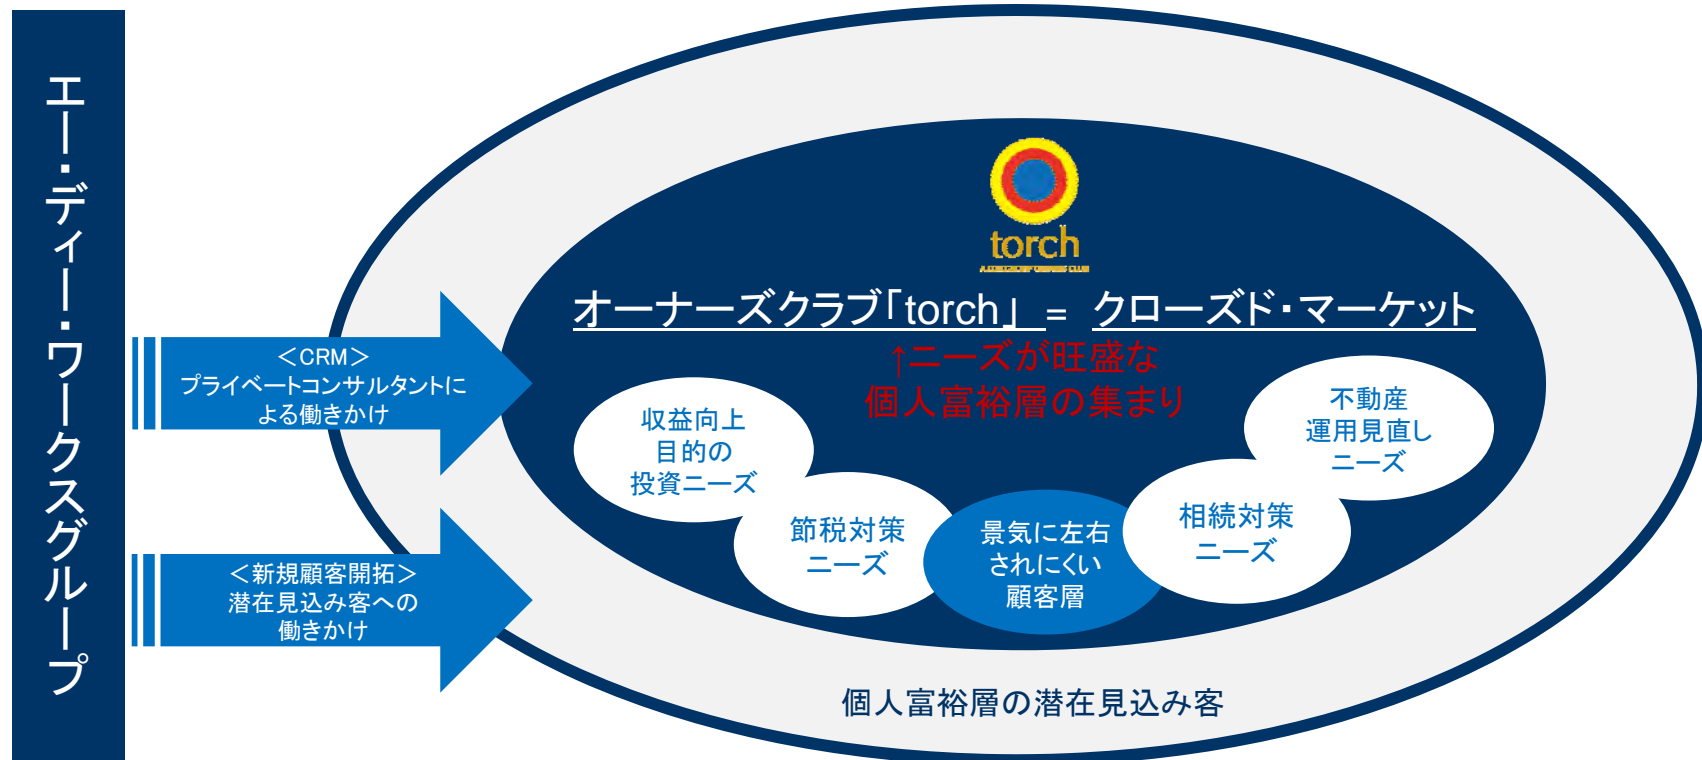 エー・ディー・ワークスグループ
torch
オーナーズクラブ「torch」 = クローズド・マーケット
↑ニーズが旺盛な
個人富裕層の集まり
＜CRM＞
プライベートコンサルタントに
よる働きかけ
収益向上
目的の
投資ニーズ
節税対策
ニーズ
景気に左右
されにくい
顧客層
相続対策
ニーズ
不動産
運用見直し
ニーズ
＜新規顧客開拓＞
潜在見込み客への
働きかけ
個人富裕層の潜在見込み客